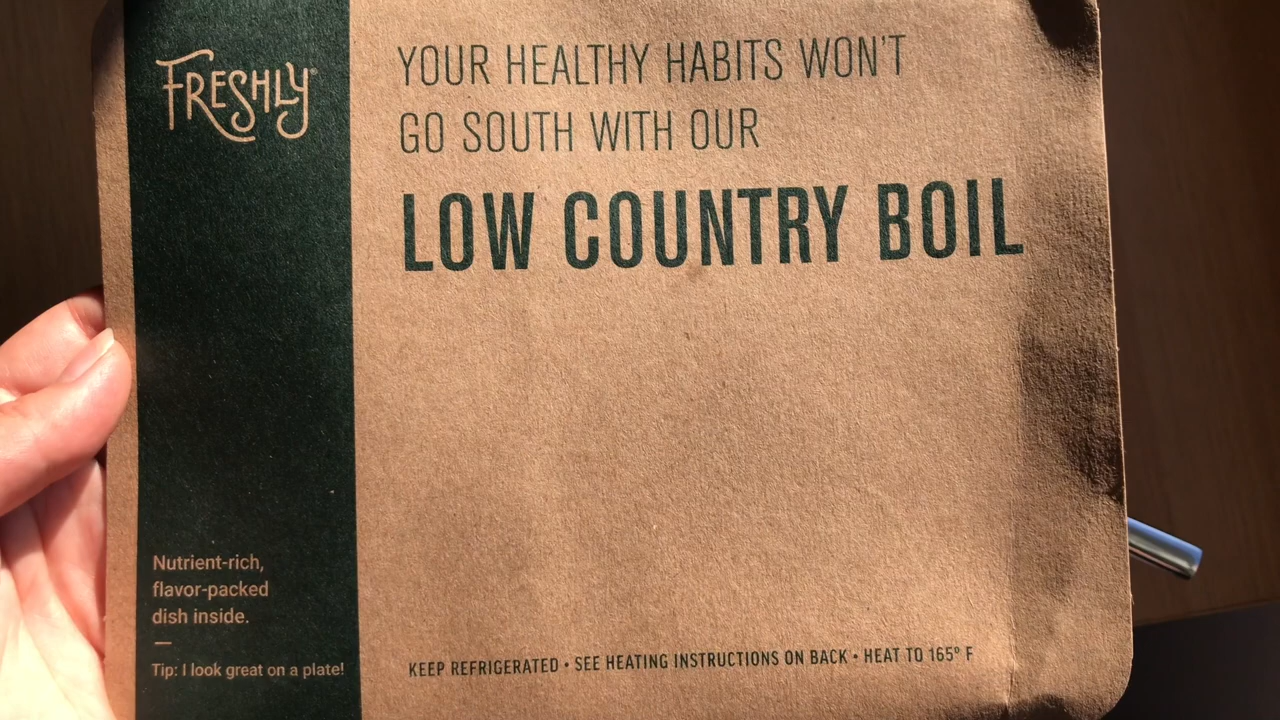 FRESHLY®
YOUR HEALTHY HABITS WON'T
GO SOUTH WITH OUR
LOW COUNTRY BOIL
Nutrient-rich,
flavor-packed
dish inside.
—
Tip: I look great on a plate!
KEEP REFRIGERATED • SEE HEATING INSTRUCTIONS ON BACK • HEAT TO 165° F